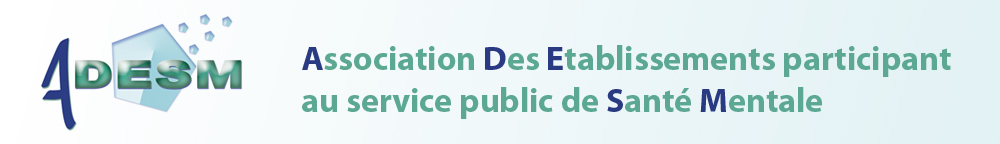 ADESM
Association Des Etablissements participant
au service public de Santé Mentale